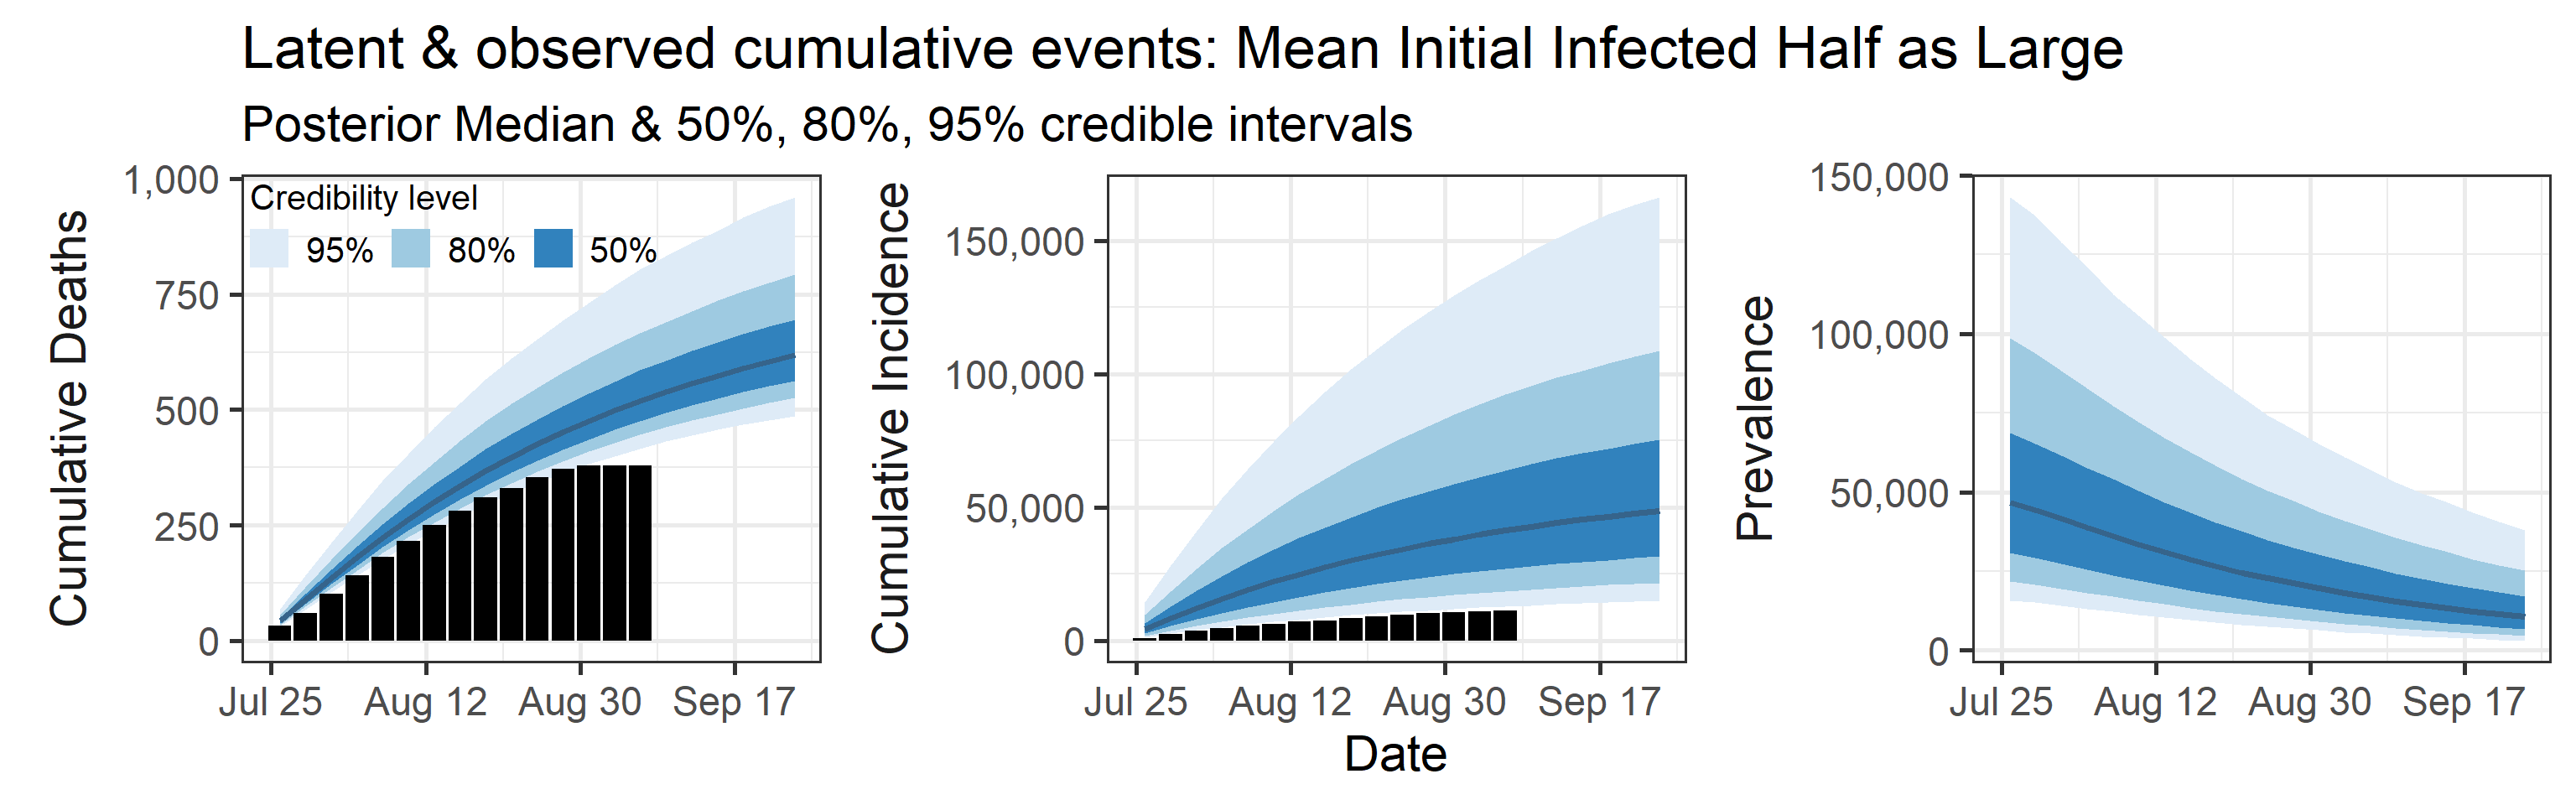 Latent & observed cumulative events: Mean Initial Infected Half as Large
Posterior Median & 50%, 80%, 95% credible intervals
Cumulative Deaths
1,000
750
500
250
0
Credibility level
95% 80% 50%
Jul 25 Aug 12 Aug 30 Sep 17
Cumulative Incidence
150,000
100,000
50,000
0
Jul 25 Aug 12 Aug 30 Sep 17
Prevalence
150,000
100,000
50,000
0
Jul 25 Aug 12 Aug 30 Sep 17
Date